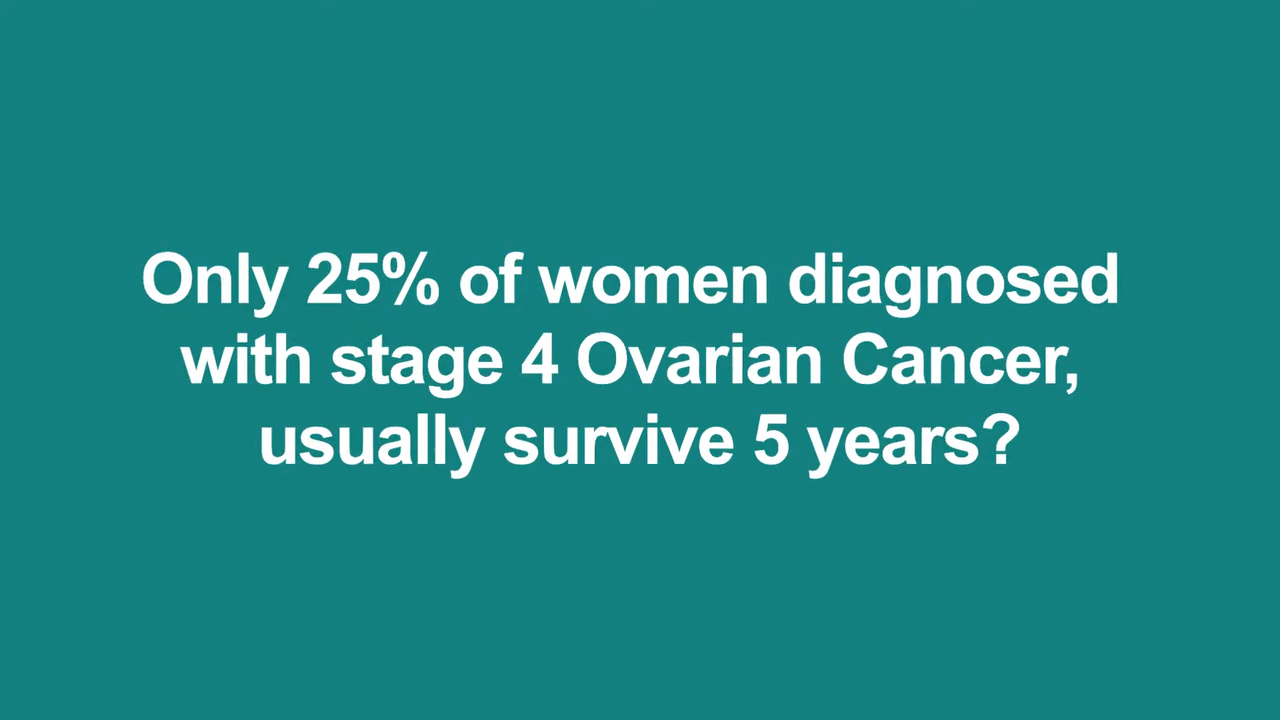 Only 25% of women diagnosed
with stage 4 Ovarian Cancer,
usually survive 5 years?